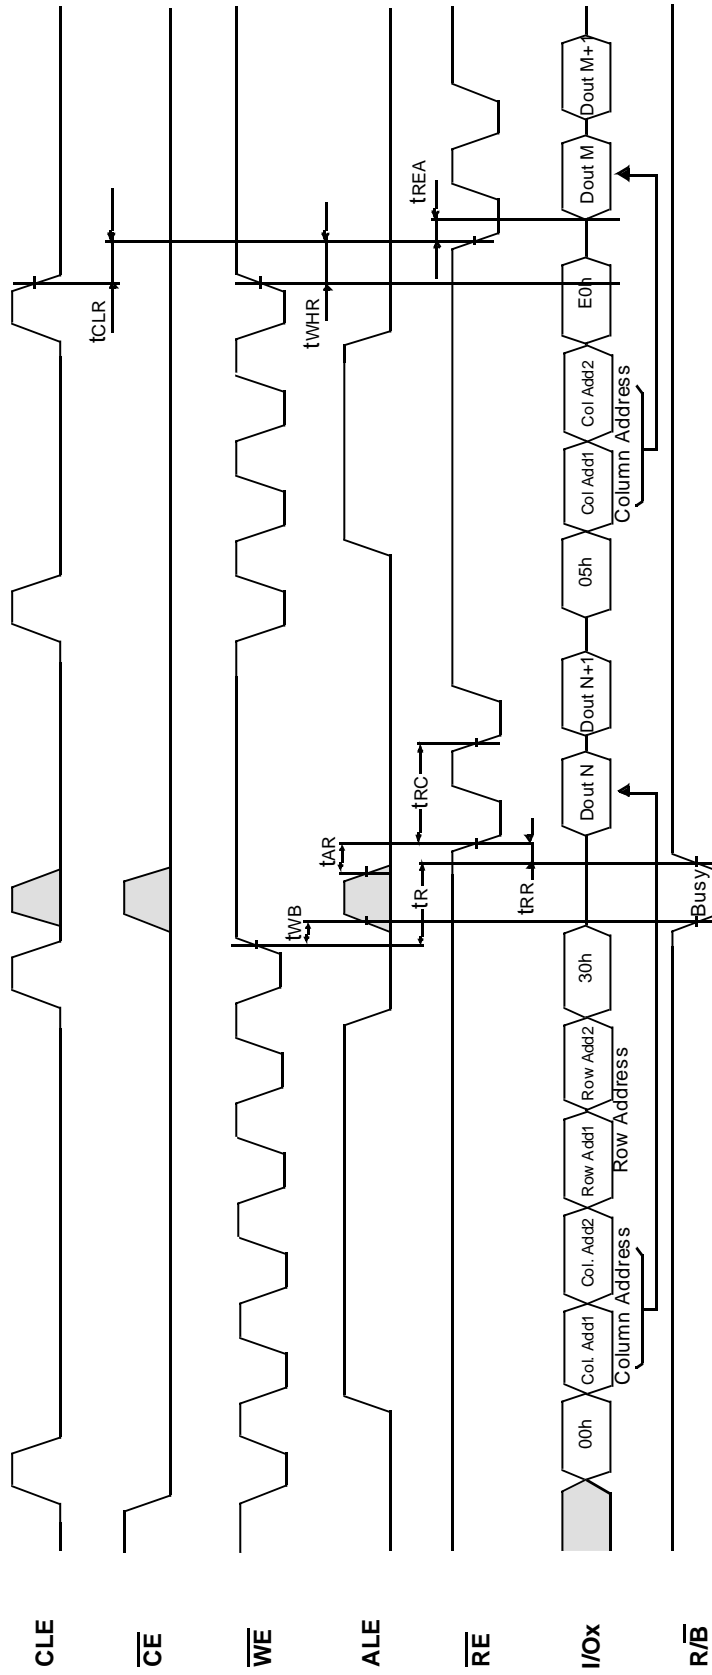 CLE
CE
WE
ALE
RE
I/Ox
R/B
tCLR
tWHR
tREA
tWB
tAR
tR
tRC
tRR
00h
Col. Add1
Col. Add2
Row Add1
Row Add2
30h
Dout N
Dout N+1
05h
Col Add1
Col Add2
E0h
Dout M
Dout M+1
Column Address
Row Address
Column Address
Busy